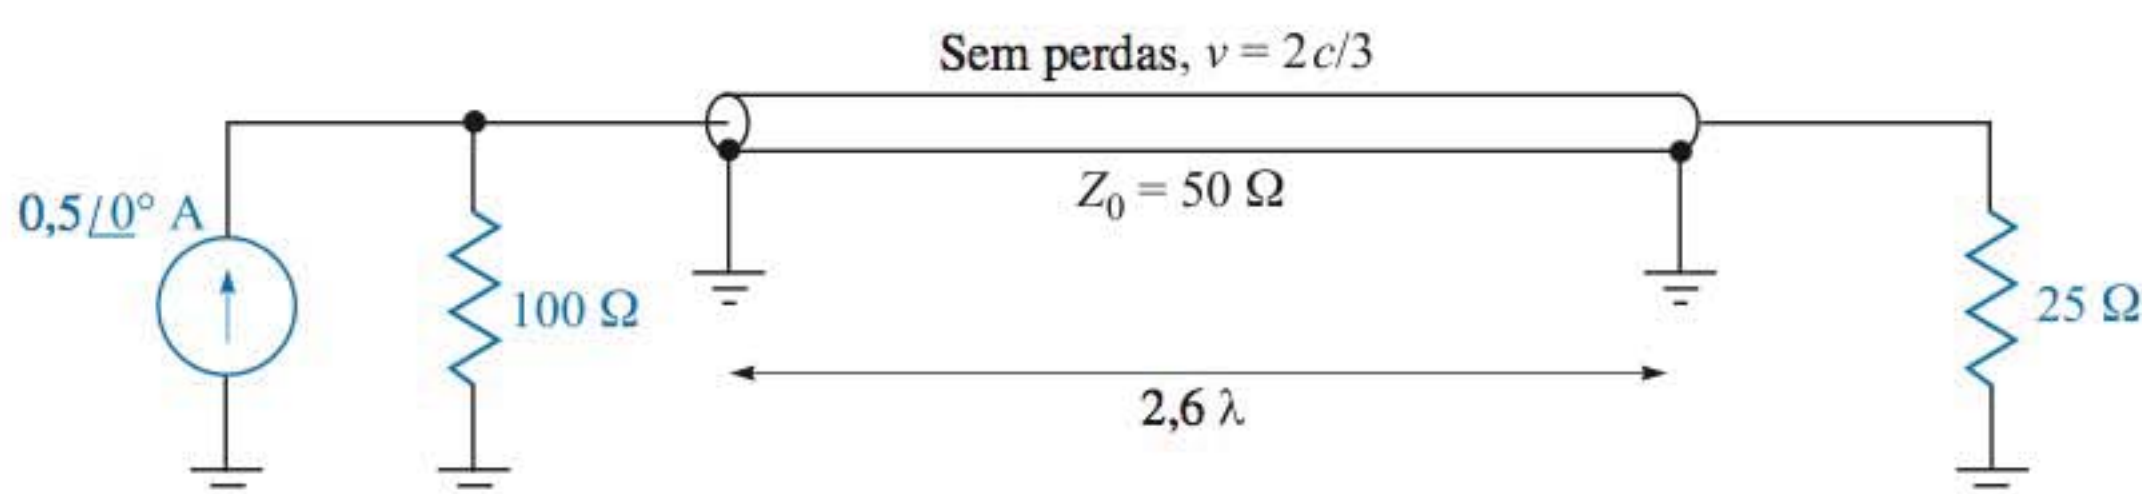 Sem perdas, v = 2c/3
Z₀ = 50 Ω
0,5/0° A
100 Ω
25 Ω
2,6 λ